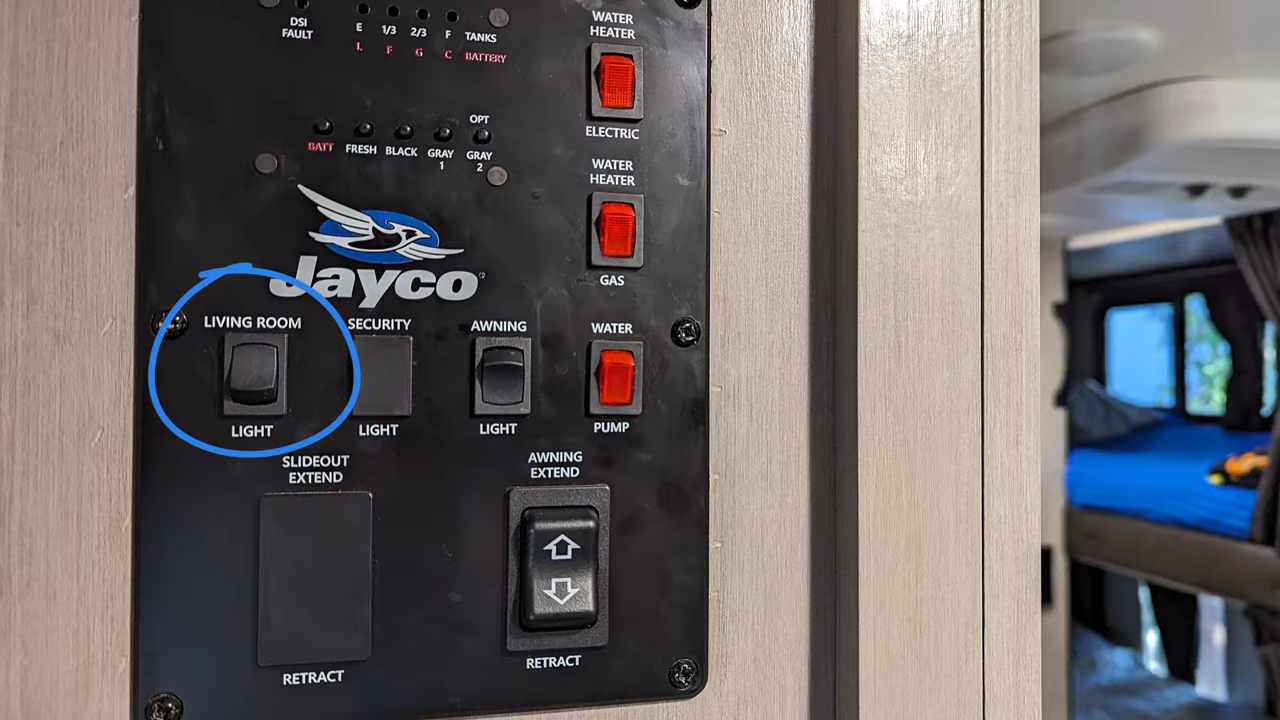 DSI
FAULT
E 1/3 2/3 F TANKS
L F G C BATTERY
OPT
BATT FRESH BLACK GRAY 1 GRAY 2
Jayco
WATER
HEATER
ELECTRIC
WATER
HEATER
GAS
LIVING ROOM
LIGHT
SECURITY
LIGHT
AWNING
LIGHT
WATER
PUMP
SLIDEOUT
EXTEND
RETRACT
AWNING
EXTEND
RETRACT